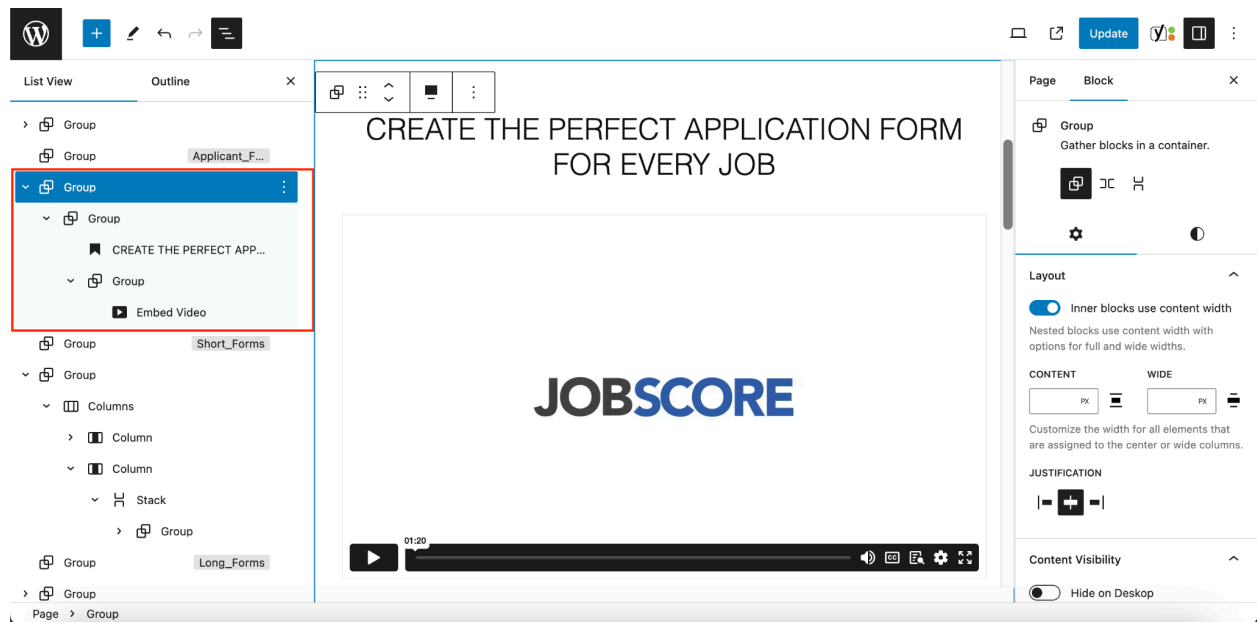 Update
List View
Outline
Group
Group
Applicant_F...
Group
Group
CREATE THE PERFECT APP...
Group
Embed Video
Group
Short_Forms
Group
Columns
Column
Column
Stack
Group
Group
Long_Forms
Group
Page > Group
CREATE THE PERFECT APPLICATION FORM
FOR EVERY JOB
JOBSCORE
01:20
CC
Page
Block
Group
Gather blocks in a container.
Layout
Inner blocks use content width
Nested blocks use content width with
options for full and wide widths.
CONTENT
WIDE
PX
PX
Customize the width for all elements that
are assigned to the center or wide columns.
JUSTIFICATION
Content Visibility
Hide on Deskop